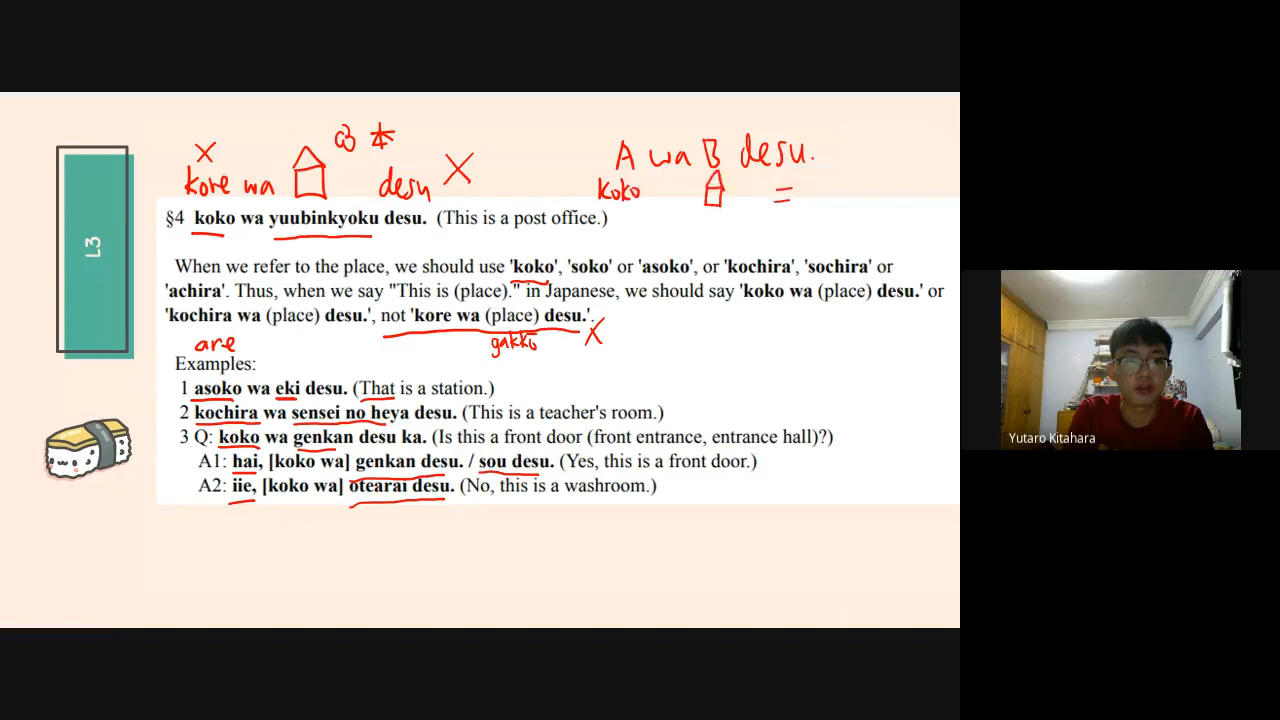 X
kore wa desu X
A wa B desu.
koko =
L3
§4 koko wa yuubinkyoku desu. (This is a post office.)
When we refer to the place, we should use 'koko', 'soko' or 'asoko', or 'kochira', 'sochira' or
'achira'. Thus, when we say "This is (place)." in Japanese, we should say 'koko wa (place) desu.' or
'kochira wa (place) desu.', not 'kore wa (place) desu.'.
are gakkō X
Examples:
1 asoko wa eki desu. (That is a station.)
2 kochira wa sensei no heya desu. (This is a teacher's room.)
3 Q: koko wa genkan desu ka. (Is this a front door (front entrance, entrance hall)?)
A1: hai, [koko wa] genkan desu. / sou desu. (Yes, this is a front door.)
A2: iie, [koko wa] otearai desu. (No, this is a washroom.)
Yutaro Kitahara